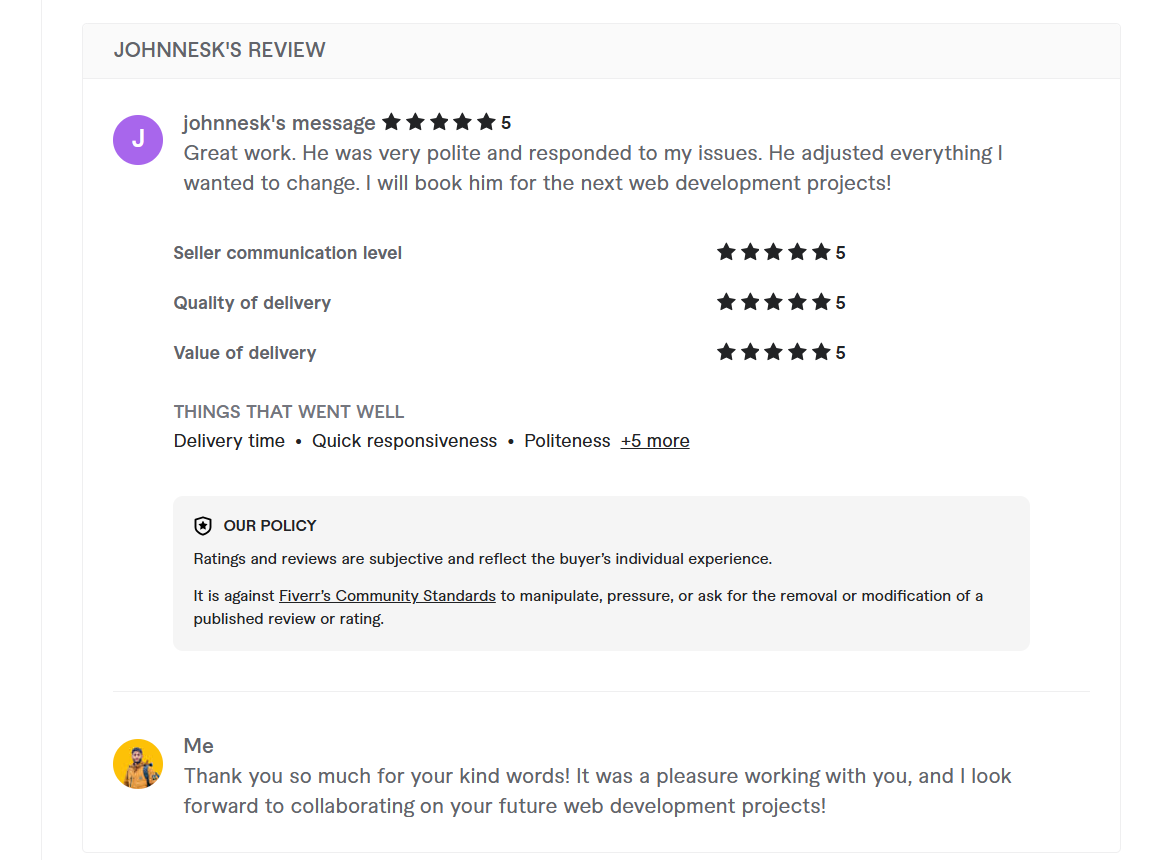 JOHNNESK'S REVIEW
J
johnnesk's message ★★★★★ 5
Great work. He was very polite and responded to my issues. He adjusted everything I
wanted to change. I will book him for the next web development projects!
Seller communication level ★★★★★ 5
Quality of delivery ★★★★★ 5
Value of delivery ★★★★★ 5
THINGS THAT WENT WELL
Delivery time • Quick responsiveness • Politeness +5 more
OUR POLICY
Ratings and reviews are subjective and reflect the buyer’s individual experience.
It is against Fiverr’s Community Standards to manipulate, pressure, or ask for the removal or modification of a
published review or rating.
Me
Thank you so much for your kind words! It was a pleasure working with you, and I look
forward to collaborating on your future web development projects!